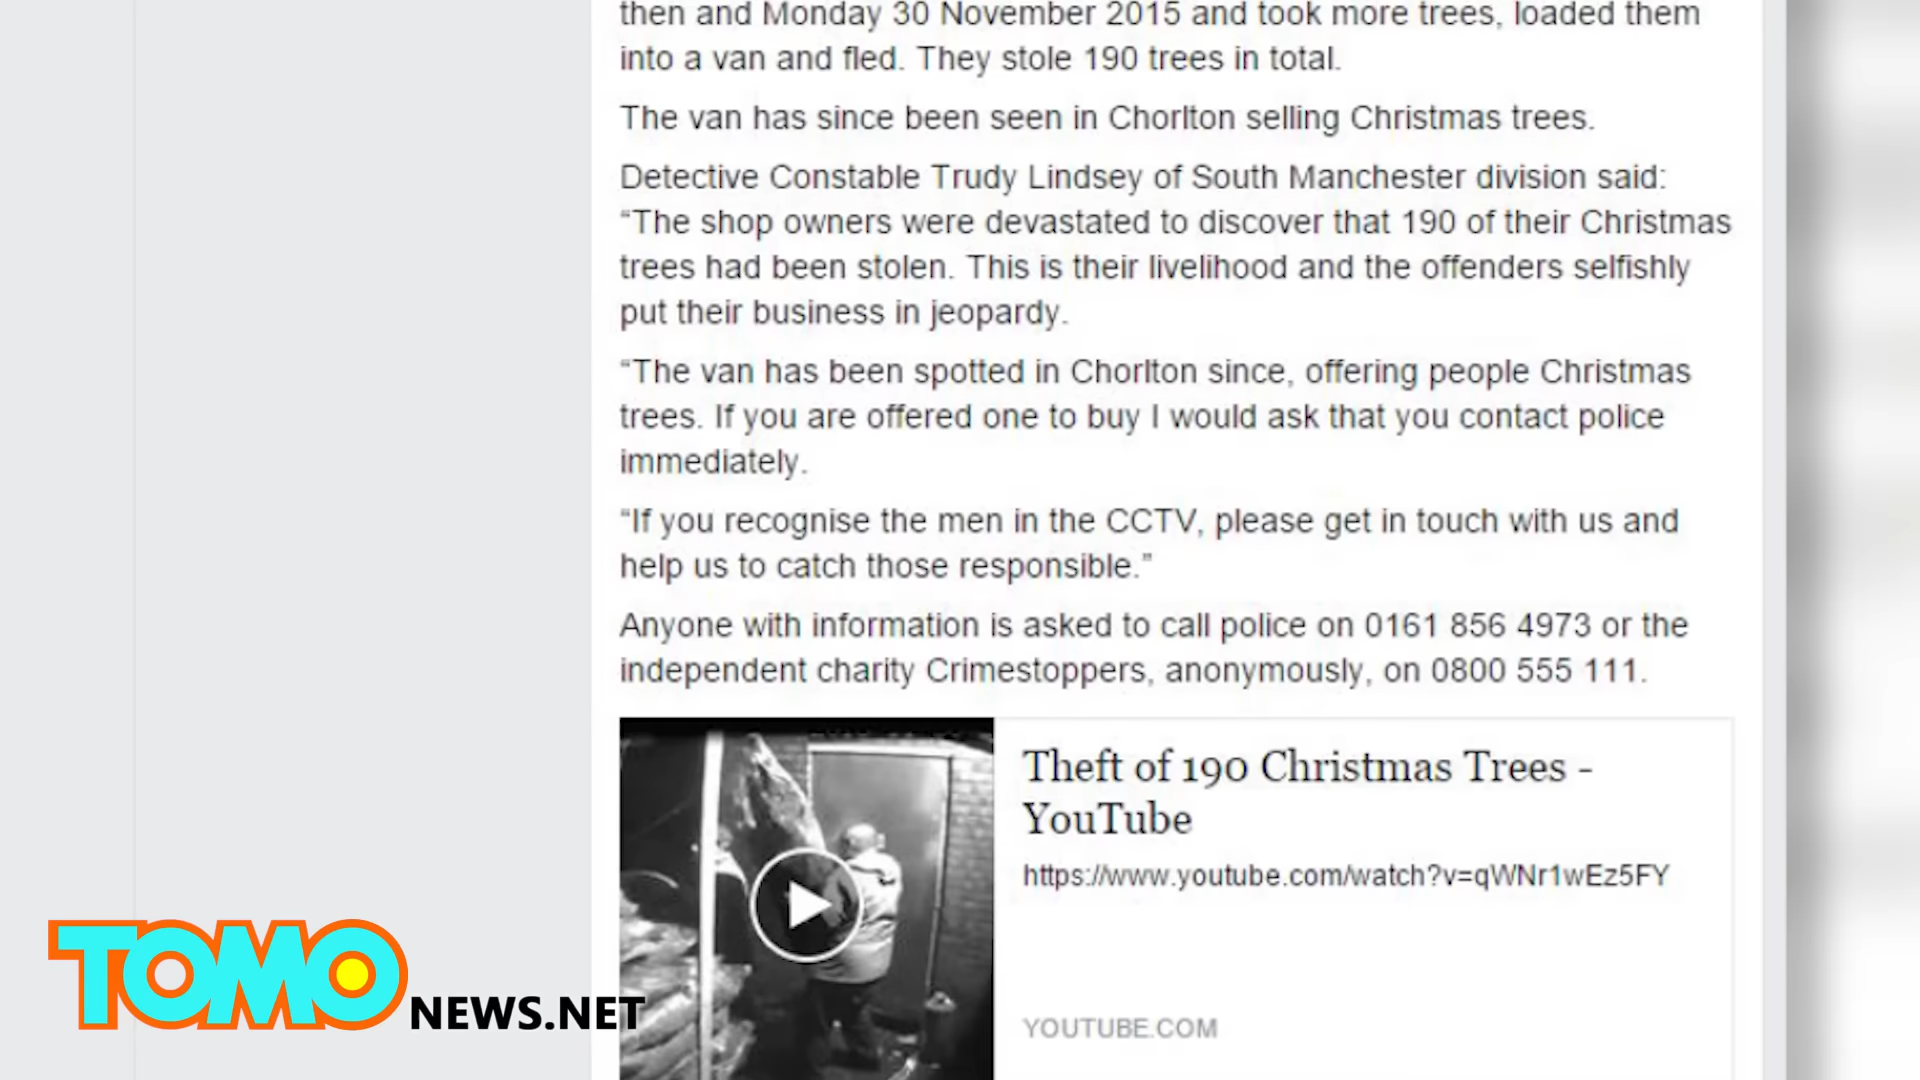 then and Monday 30 November 2015 and took more trees, loaded them
into a van and fled. They stole 190 trees in total.
The van has since been seen in Chorlton selling Christmas trees.
Detective Constable Trudy Lindsey of South Manchester division said:
“The shop owners were devastated to discover that 190 of their Christmas
trees had been stolen. This is their livelihood and the offenders selfishly
put their business in jeopardy.
“The van has been spotted in Chorlton since, offering people Christmas
trees. If you are offered one to buy I would ask that you contact police
immediately.
“If you recognise the men in the CCTV, please get in touch with us and
help us to catch those responsible.”
Anyone with information is asked to call police on 0161 856 4973 or the
independent charity Crimestoppers, anonymously, on 0800 555 111.
Theft of 190 Christmas Trees -
YouTube
https://www.youtube.com/watch?v=qWNr1wEz5FY
YOUTUBE.COM
TOMO NEWS.NET